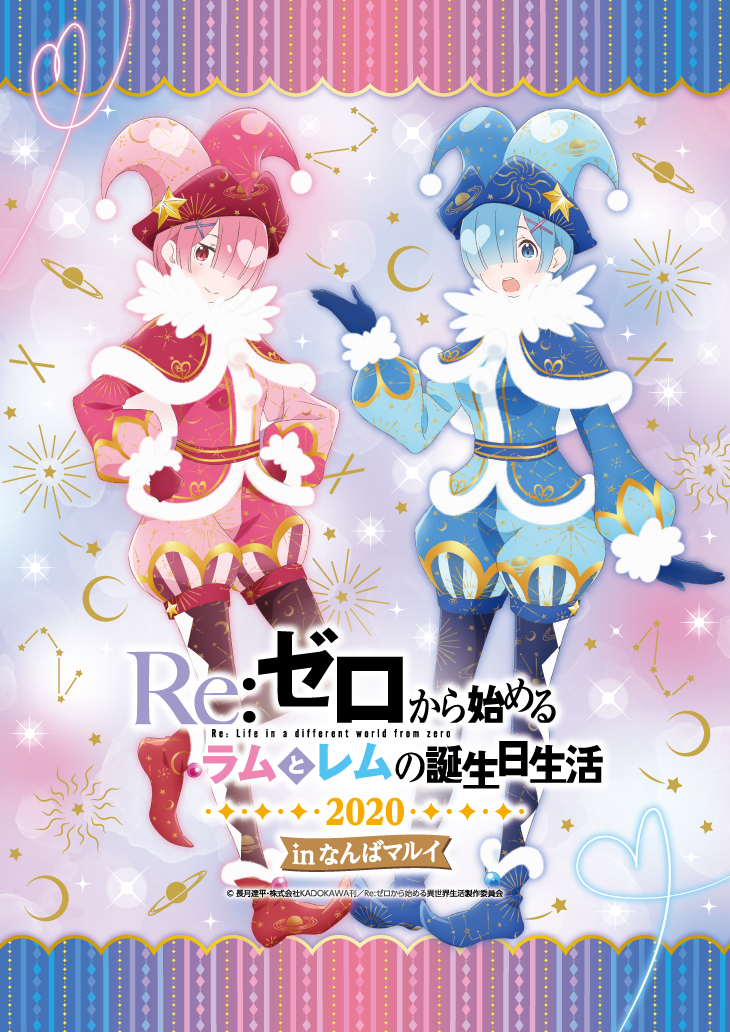 Re:ゼロから始める
Re: Life in a different world from zero
ラムとレムの誕生日生活
2020
inなんばマルイ
© 長月達平・株式会社KADOKAWA刊／Re:ゼロから始める異世界生活製作委員会